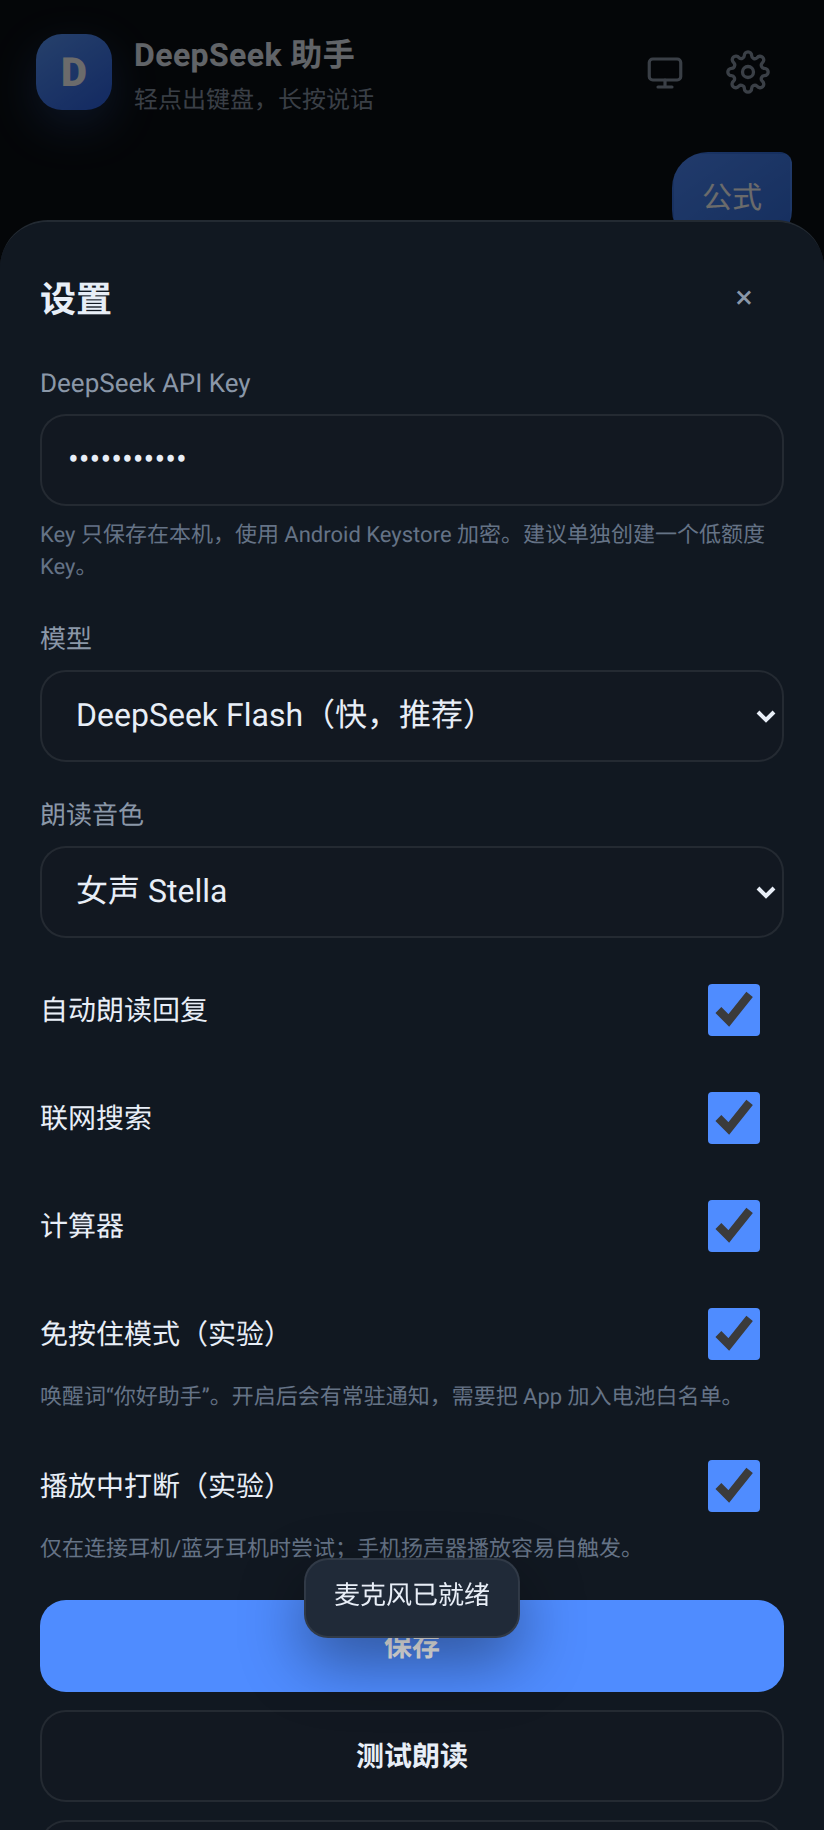 D
DeepSeek 助手
轻点出键盘，长按说话
公式
设置
×
DeepSeek API Key
•••••••••••
Key 只保存在本机，使用 Android Keystore 加密。建议单独创建一个低额度
Key。
模型
DeepSeek Flash（快，推荐）
朗读音色
女声 Stella
自动朗读回复
联网搜索
计算器
免按住模式（实验）
唤醒词“你好助手”。开启后会有常驻通知，需要把 App 加入电池白名单。
播放中打断（实验）
仅在连接耳机/蓝牙耳机时尝试；手机扬声器播放容易自触发。
麦克风已就绪
保存
测试朗读